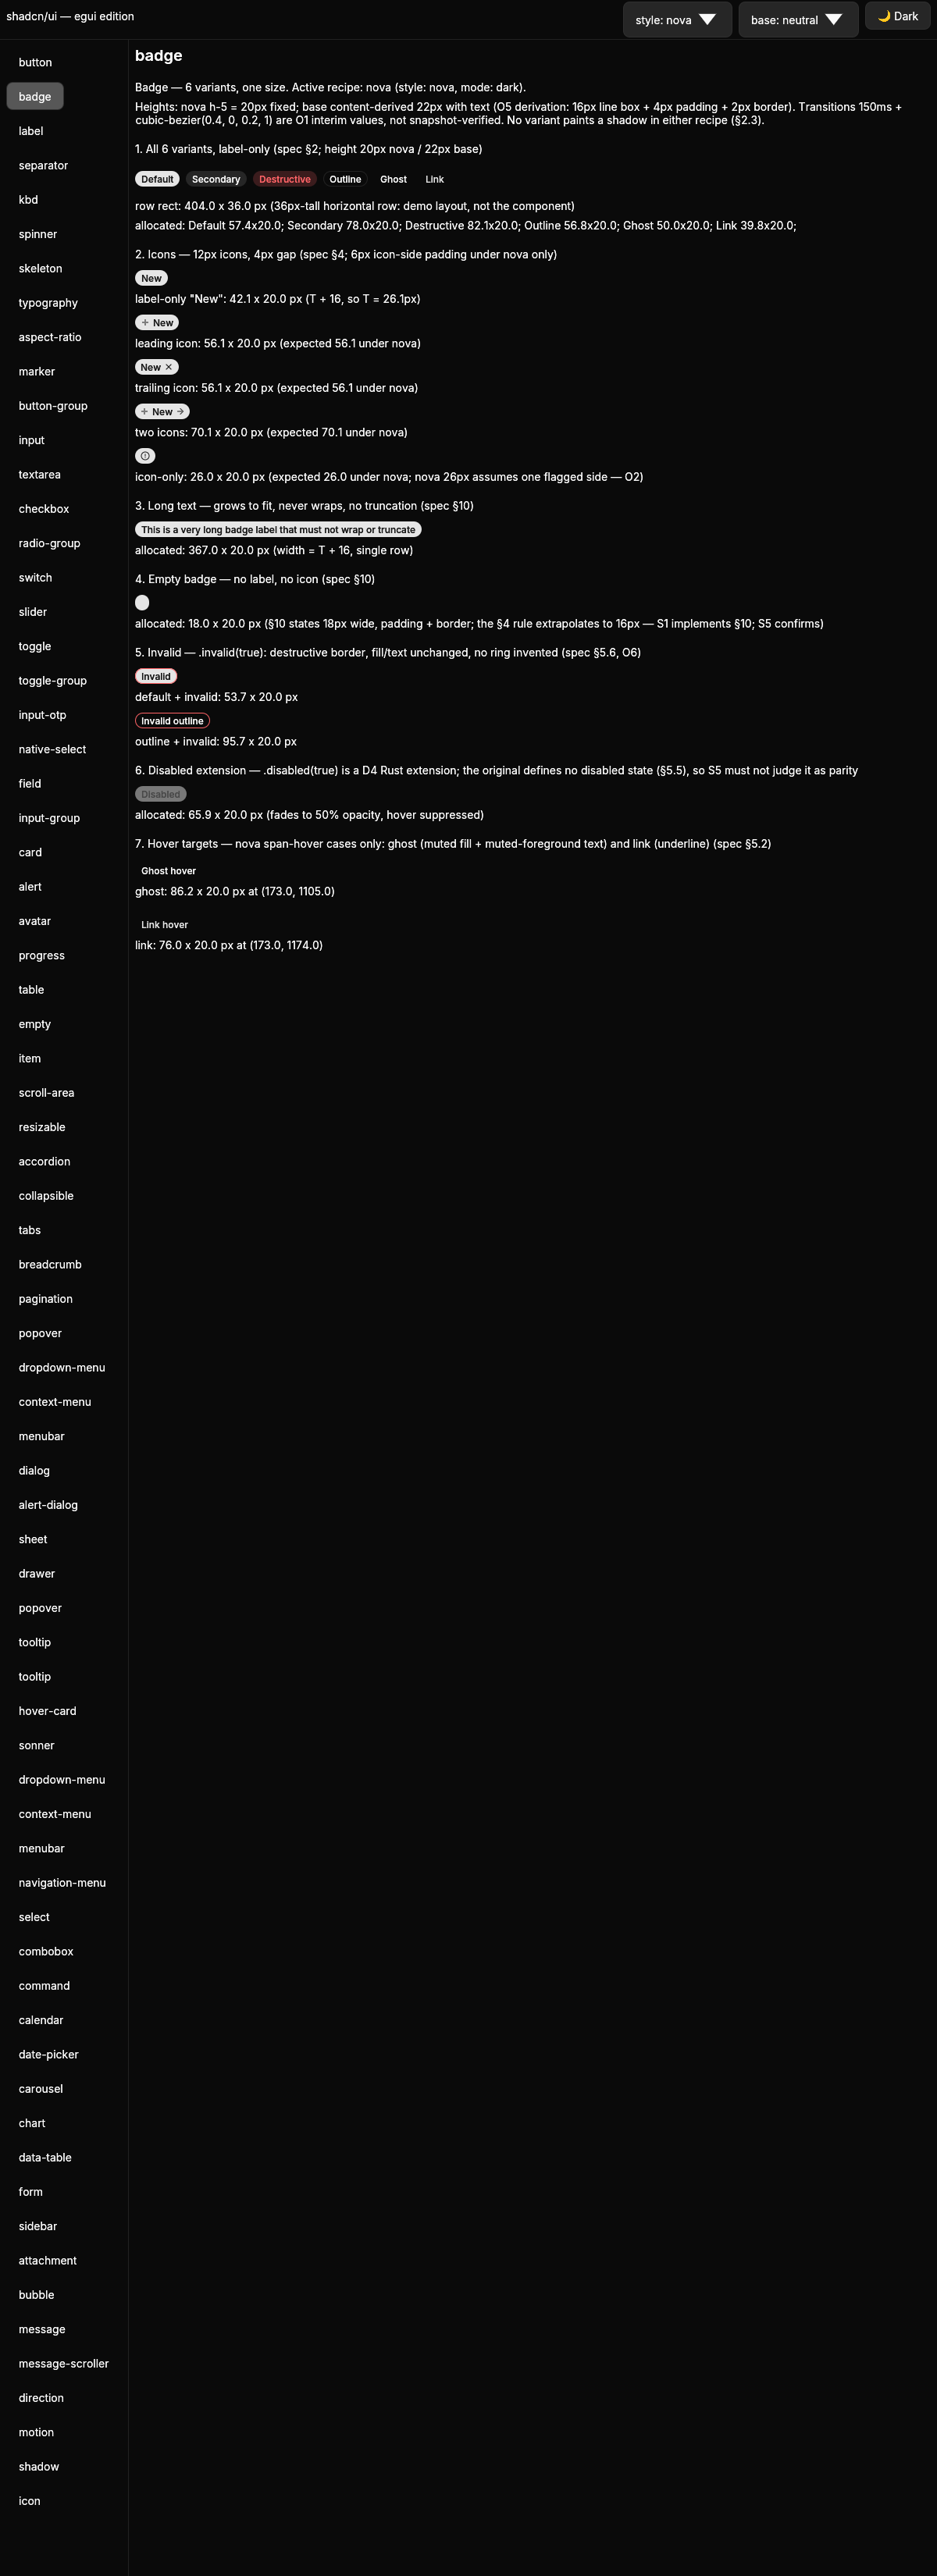 shadcn/ui — egui edition
style: nova
base: neutral
🌙 Dark
button
badge
label
separator
kbd
spinner
skeleton
typography
aspect-ratio
marker
button-group
input
textarea
checkbox
radio-group
switch
slider
toggle
toggle-group
input-otp
native-select
field
input-group
card
alert
avatar
progress
table
empty
item
scroll-area
resizable
accordion
collapsible
tabs
breadcrumb
pagination
popover
dropdown-menu
context-menu
menubar
dialog
alert-dialog
sheet
drawer
popover
tooltip
tooltip
hover-card
sonner
dropdown-menu
context-menu
menubar
navigation-menu
select
combobox
command
calendar
date-picker
carousel
chart
data-table
form
sidebar
attachment
bubble
message
message-scroller
direction
motion
shadow
icon
badge
Badge — 6 variants, one size. Active recipe: nova (style: nova, mode: dark).
Heights: nova h-5 = 20px fixed; base content-derived 22px with text (O5 derivation: 16px line box + 4px padding + 2px border). Transitions 150ms +
cubic-bezier(0.4, 0, 0.2, 1) are O1 interim values, not snapshot-verified. No variant paints a shadow in either recipe (§2.3).
1. All 6 variants, label-only (spec §2; height 20px nova / 22px base)
Default Secondary Destructive Outline Ghost Link
row rect: 404.0 x 36.0 px (36px-tall horizontal row: demo layout, not the component)
allocated: Default 57.4x20.0; Secondary 78.0x20.0; Destructive 82.1x20.0; Outline 56.8x20.0; Ghost 50.0x20.0; Link 39.8x20.0;
2. Icons — 12px icons, 4px gap (spec §4; 6px icon-side padding under nova only)
New
label-only "New": 42.1 x 20.0 px (T + 16, so T = 26.1px)
New
leading icon: 56.1 x 20.0 px (expected 56.1 under nova)
New
trailing icon: 56.1 x 20.0 px (expected 56.1 under nova)
New
two icons: 70.1 x 20.0 px (expected 70.1 under nova)
icon-only: 26.0 x 20.0 px (expected 26.0 under nova; nova 26px assumes one flagged side — O2)
3. Long text — grows to fit, never wraps, no truncation (spec §10)
This is a very long badge label that must not wrap or truncate
allocated: 367.0 x 20.0 px (width = T + 16, single row)
4. Empty badge — no label, no icon (spec §10)
allocated: 18.0 x 20.0 px (§10 states 18px wide, padding + border; the §4 rule extrapolates to 16px — S1 implements §10; S5 confirms)
5. Invalid — .invalid(true): destructive border, fill/text unchanged, no ring invented (spec §5.6, O6)
Invalid
default + invalid: 53.7 x 20.0 px
Invalid outline
outline + invalid: 95.7 x 20.0 px
6. Disabled extension — .disabled(true) is a D4 Rust extension; the original defines no disabled state (§5.5), so S5 must not judge it as parity
Disabled
allocated: 65.9 x 20.0 px (fades to 50% opacity, hover suppressed)
7. Hover targets — nova span-hover cases only: ghost (muted fill + muted-foreground text) and link (underline) (spec §5.2)
Ghost hover
ghost: 86.2 x 20.0 px at (173.0, 1105.0)
Link hover
link: 76.0 x 20.0 px at (173.0, 1174.0)